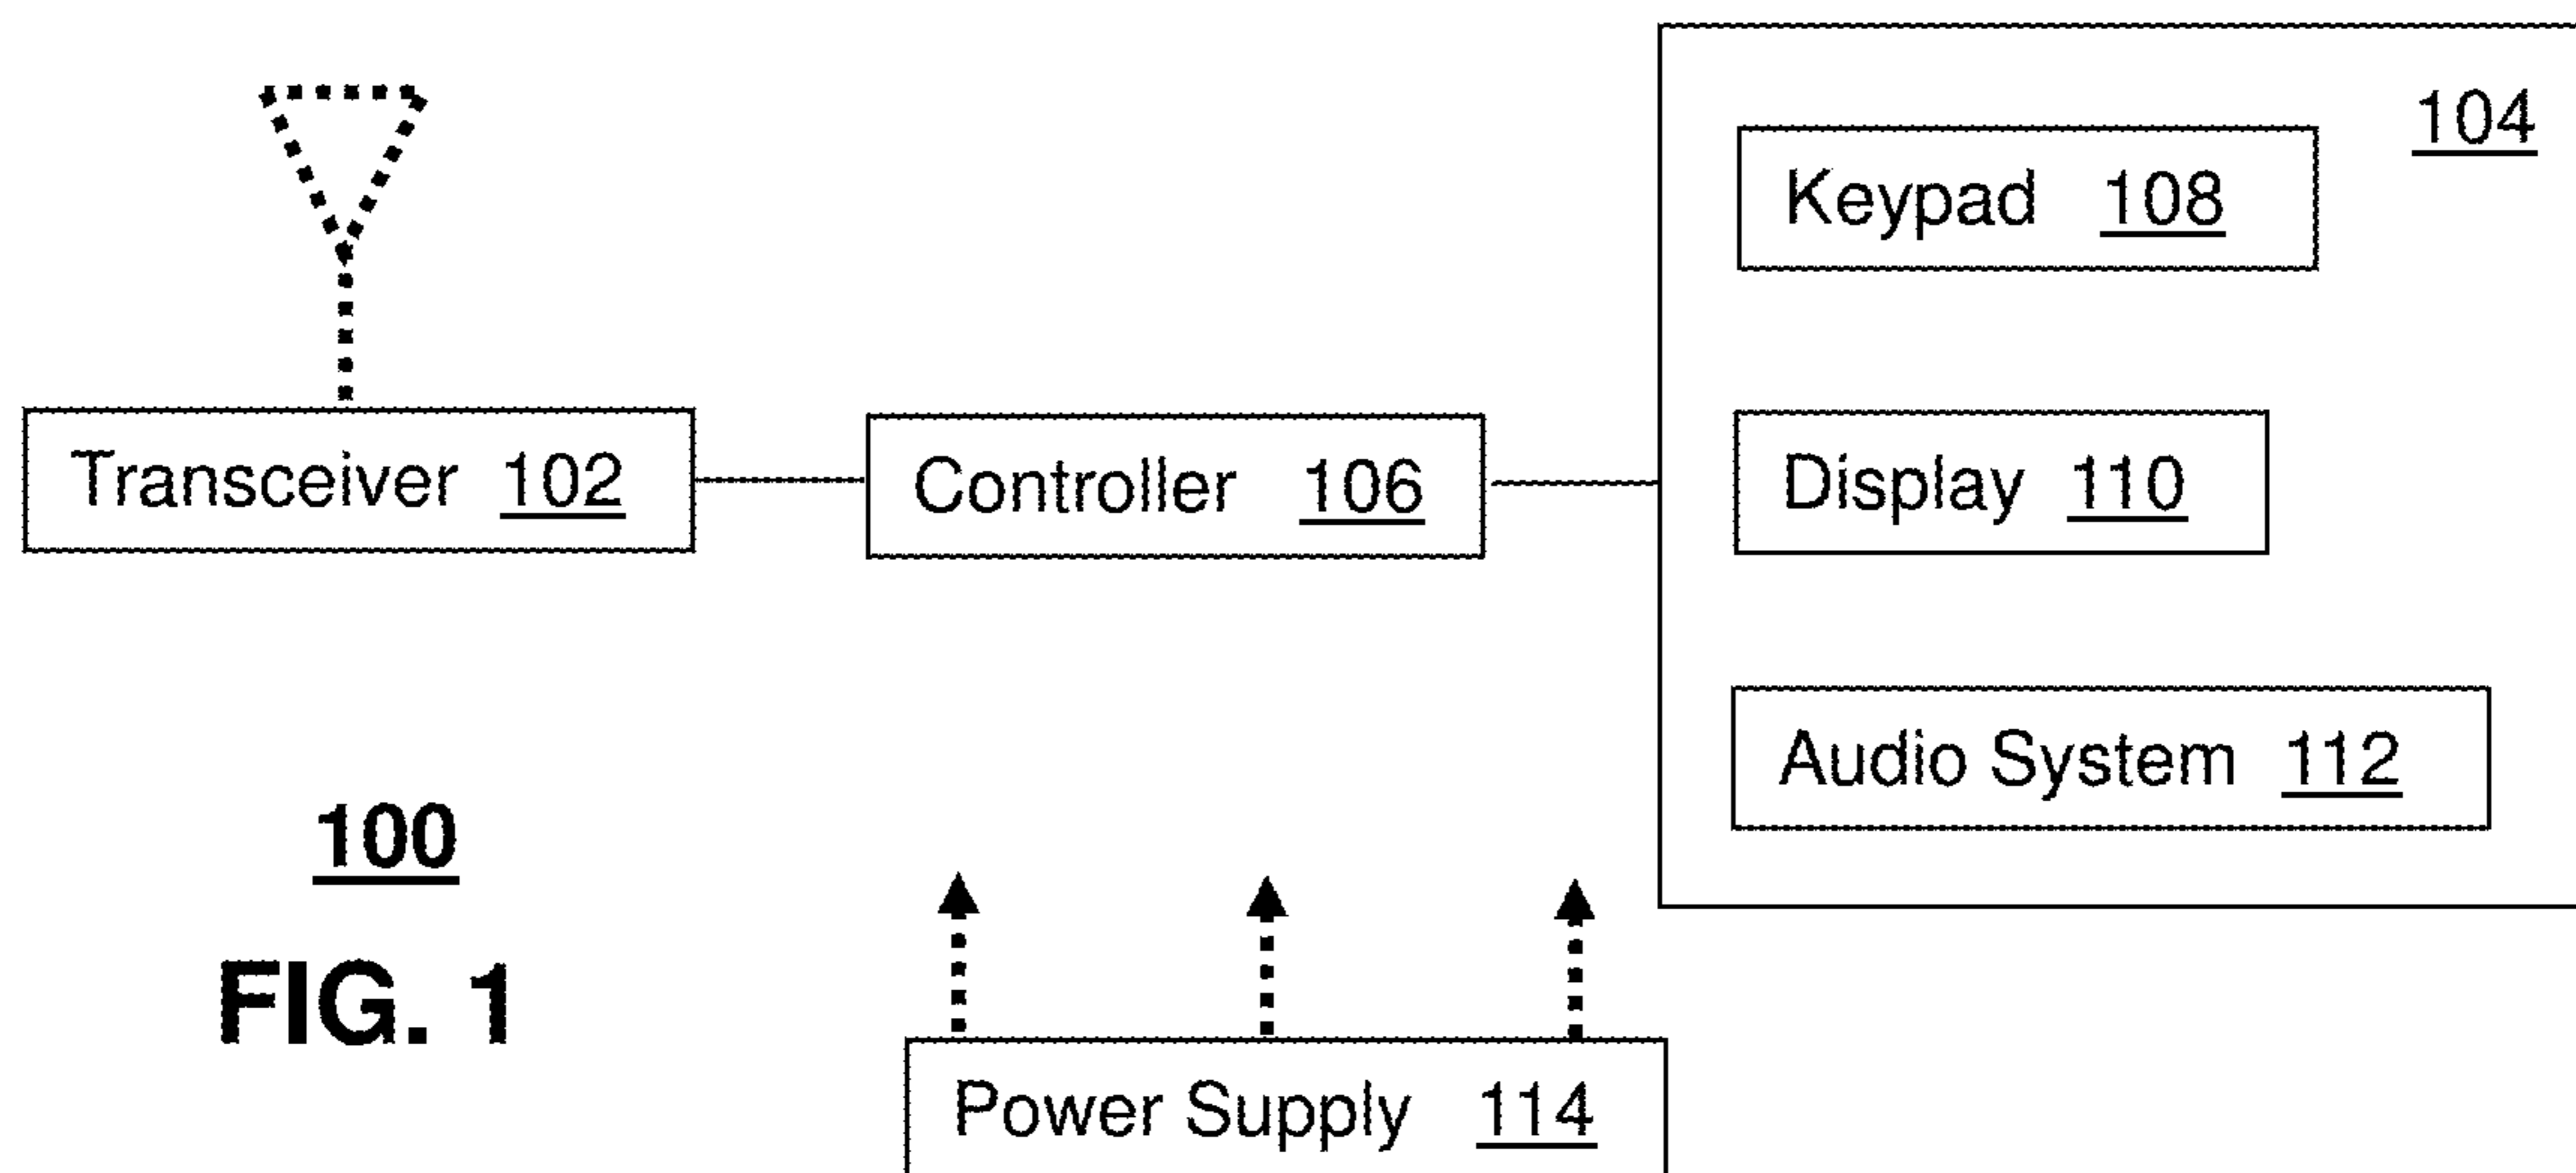 104
Keypad 108
Transceiver 102
Controller 106
Display 110
Audio System 112
100
FIG. 1
Power Supply 114